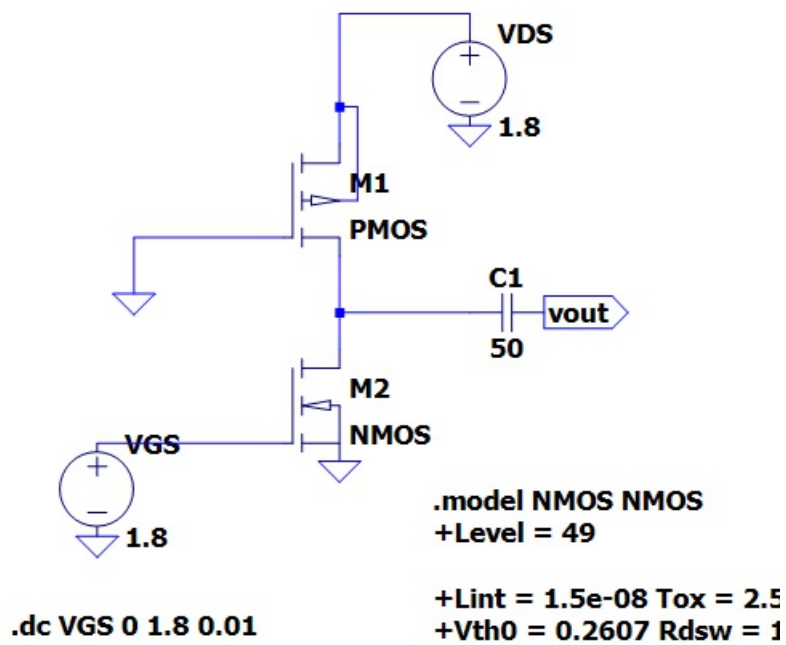 VDS
+
−
1.8
M1
PMOS
C1
vout
50
M2
NMOS
VGS
+
−
1.8
.model NMOS NMOS
+Level = 49
+Lint = 1.5e-08 Tox = 2.5
+Vth0 = 0.2607 Rdsw = 1
.dc VGS 0 1.8 0.01